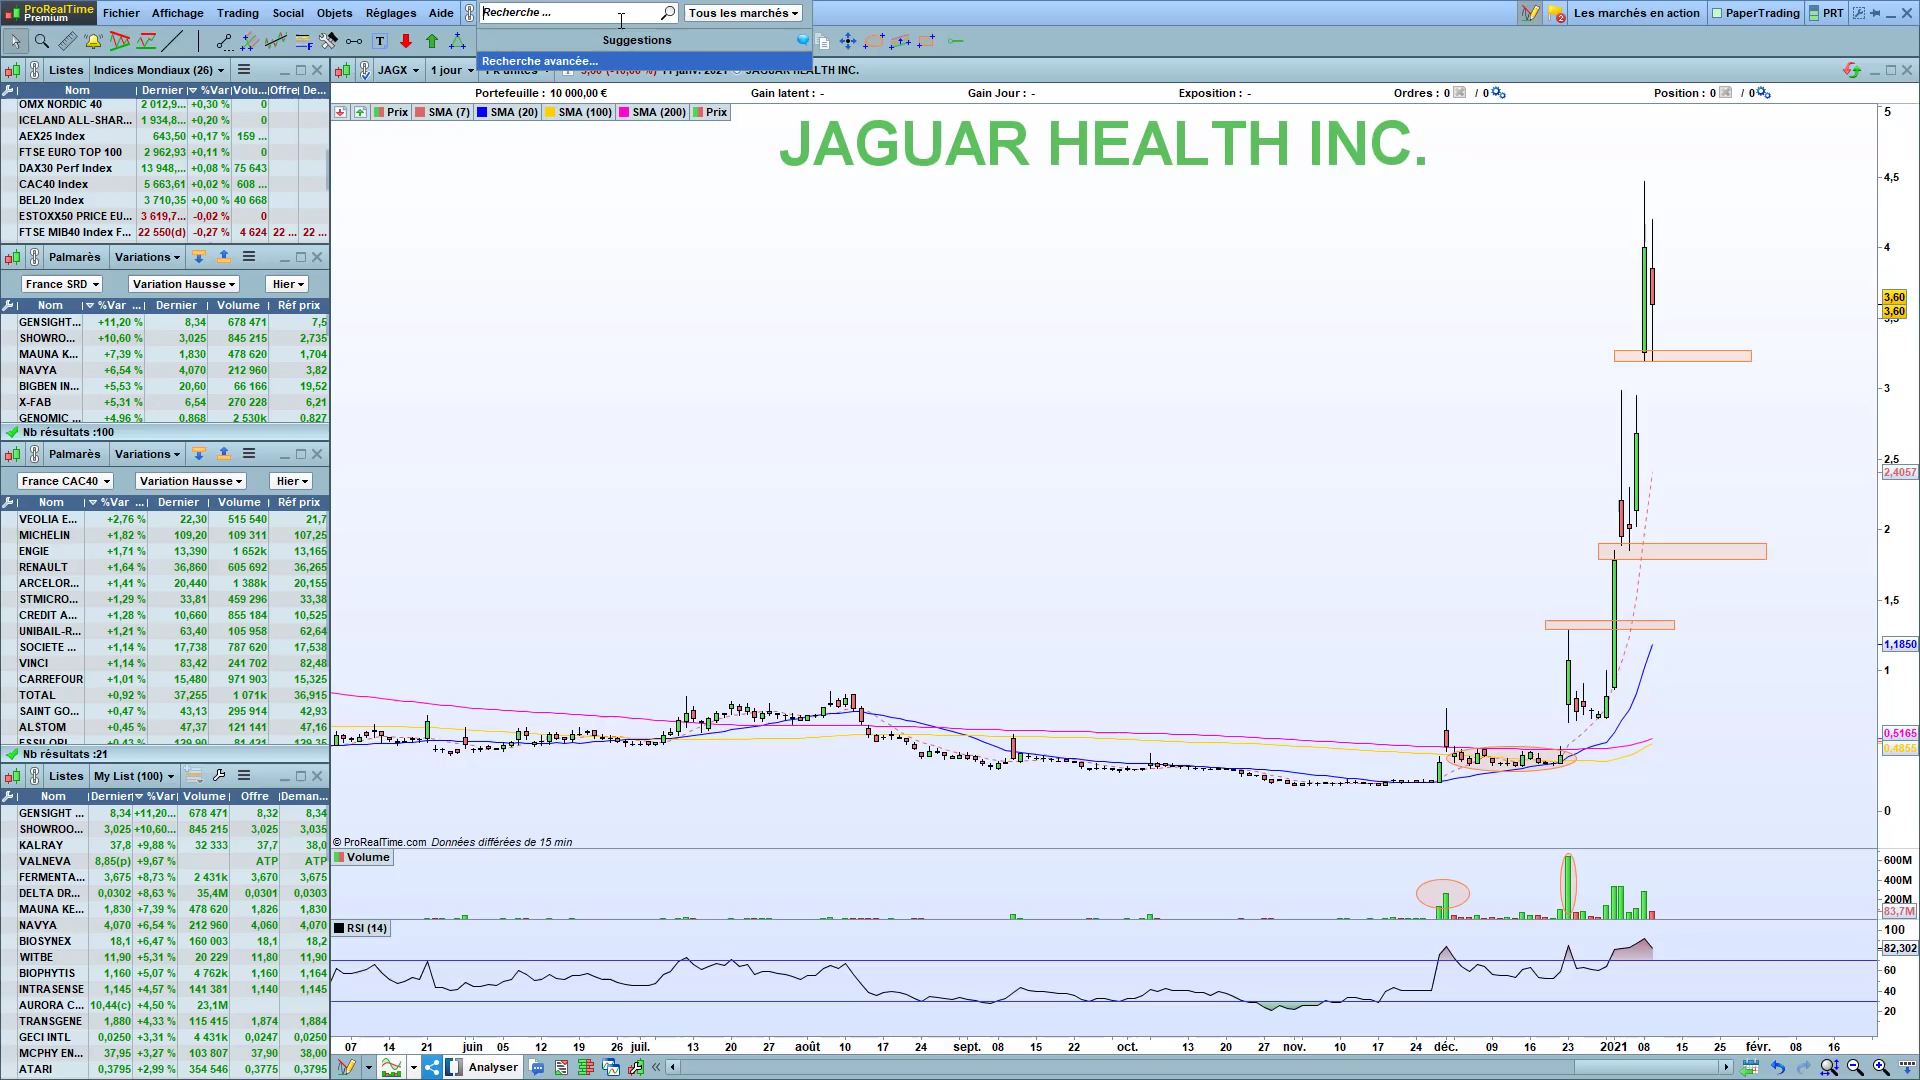 ProRealTime
Premium
Fichier Affichage Trading Social Objets Réglages Aide Recherche ... Tous les marchés Les marchés en action PaperTrading PRT
Suggestions
Recherche avancée...
Listes Indices Mondiaux (26) JAGX 1 jour JAGUAR HEALTH INC.
Portefeuille : 10 000,00 € Gain latent : - Gain Jour : - Exposition : - Ordres : 0 / 0 Position : 0 / 0
Prix SMA (7) SMA (20) SMA (100) SMA (200) Prix
JAGUAR HEALTH INC.
Dernier %Var Volu... Offre De...
OMX NORDIC 40 2 012,9... +0,30 % 0
ICELAND ALL-SHAR... 1 934,8... +0,20 % 0
AEX25 Index 643,50 +0,17 % 159 ...
FTSE EURO TOP 100 2 962,93 +0,11 % 0
DAX30 Perf Index 13 948,... +0,08 % 75 643
CAC40 Index 5 663,61 +0,02 % 608 ...
BEL20 Index 3 710,35 +0,00 % 40 668
ESTOXX50 PRICE EU... 3 619,7... -0,02 % 0
FTSE MIB40 Index F... 22 550(d) -0,27 % 4 624 22 ... 22 ...
Palmarès Variations
France SRD Variation Hausse Hier
Nom %Var ... Dernier Volume Réf prix
GENSIGHT... +11,20 % 8,34 678 471 7,5
SHOWRO... +10,60 % 3,025 845 215 2,735
MAUNA K... +7,39 % 1,830 478 620 1,704
NAVYA +6,54 % 4,070 212 960 3,82
BIGBEN IN... +5,53 % 20,60 66 166 19,52
X-FAB +5,31 % 6,54 270 228 6,21
GENOMIC ... +4,96 % 0,868 2 530k 0,827
Nb résultats :100
Palmarès Variations
France CAC40 Variation Hausse Hier
Nom %Var ... Dernier Volume Réf prix
VEOLIA E... +2,76 % 22,30 515 540 21,7
MICHELIN +1,82 % 109,20 109 311 107,25
ENGIE +1,71 % 13,390 1 652k 13,165
RENAULT +1,64 % 36,860 605 692 36,265
ARCELOR... +1,41 % 20,440 1 388k 20,155
STMICRO... +1,29 % 33,81 459 296 33,38
CREDIT A... +1,28 % 10,660 855 184 10,525
UNIBAIL-R... +1,21 % 63,40 105 958 62,64
SOCIETE ... +1,14 % 17,738 787 620 17,538
VINCI +1,14 % 83,42 241 702 82,48
CARREFOUR +1,01 % 15,480 971 903 15,325
TOTAL +0,92 % 37,255 1 071k 36,915
SAINT GO... +0,47 % 43,13 295 914 42,93
ALSTOM +0,45 % 47,37 121 141 47,16
Nb résultats :21
Listes My List (100)
Nom Dernier %Var Volume Offre Deman...
GENSIGHT ... 8,34 +11,20... 678 471 8,32 8,34
SHOWROO... 3,025 +10,60... 845 215 3,025 3,035
KALRAY 37,8 +9,88 % 32 333 37,7 38,0
VALNEVA 8,85(p) +9,67 % ATP ATP
FERMENTA... 3,675 +8,73 % 2 431k 3,670 3,675
DELTA DR... 0,0302 +8,63 % 35,4M 0,0301 0,0303
MAUNA KE... 1,830 +7,39 % 478 620 1,826 1,830
NAVYA 4,070 +6,54 % 212 960 4,060 4,070
BIOSYNEX 18,1 +6,47 % 160 003 18,1 18,2
WITBE 11,90 +5,31 % 20 229 11,80 11,90
BIOPHYTIS 1,160 +5,07 % 4 762k 1,160 1,164
INTRASENSE 1,145 +4,57 % 141 381 1,140 1,145
AURORA C... 10,44(c) +4,50 % 23,1M
TRANSGENE 1,880 +4,33 % 115 415 1,874 1,884
GECI INTL 0,0250 +3,31 % 4 431k 0,0247 0,0250
MCPHY EN... 37,95 +3,27 % 103 807 37,90 38,00
ATARI 0,3795 +2,99 % 354 546 0,3775 0,3795
5
4,5
4
3,60
3,60
3
2,5
2,4057
2
1,5
1,1850
1
0,5165
0,4855
0
© ProRealTime.com Données différées de 15 min
Volume
600M
400M
200M
83,7M
RSI (14)
100
82,302
60
40
20
07 14 21 juin 05 12 19 26 juil. 13 20 27 août 10 17 24 sept. 08 15 22 oct. 13 20 27 nov. 10 17 24 déc. 09 16 23 2021 08 15 25 févr. 08 16
Analyser